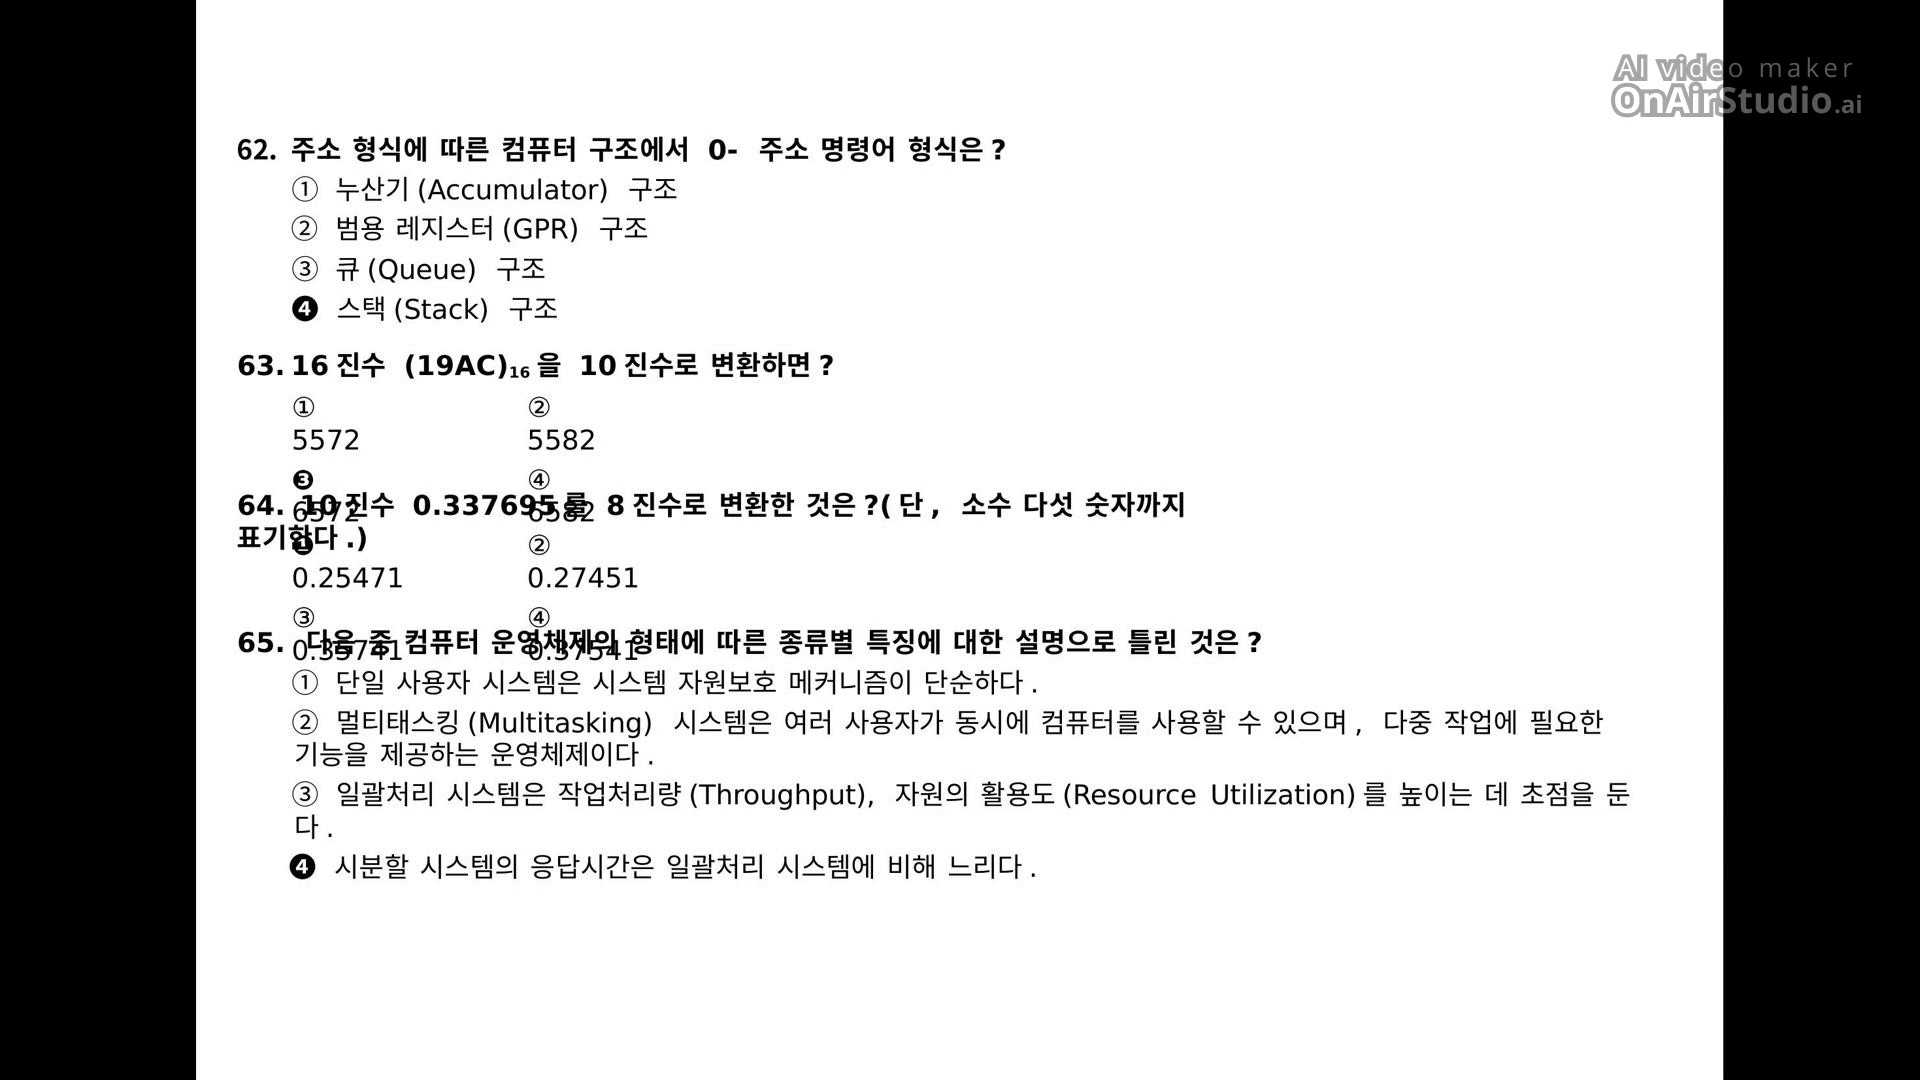 AI video maker
OnAirStudio.ai
62. 주소 형식에 따른 컴퓨터 구조에서 0- 주소 명령어 형식은 ?
① 누산기 (Accumulator) 구조
② 범용 레지스터 (GPR) 구조
③ 큐 (Queue) 구조
❹ 스택 (Stack) 구조
63. 16 진수 (19AC)₁₆ 을 10 진수로 변환하면 ?
① ②
5572 5582
❸ ④
6572 6582
64. 10 진수 0.337695 를 8 진수로 변환한 것은 ?( 단 , 소수 다섯 숫자까지
표기한다 .)
❶ ②
0.25471 0.27451
③ ④
0.35741 0.37541
65. 다음 중 컴퓨터 운영체제의 형태에 따른 종류별 특징에 대한 설명으로 틀린 것은 ?
① 단일 사용자 시스템은 시스템 자원보호 메커니즘이 단순하다 .
② 멀티태스킹 (Multitasking) 시스템은 여러 사용자가 동시에 컴퓨터를 사용할 수 있으며 , 다중 작업에 필요한
기능을 제공하는 운영체제이다 .
③ 일괄처리 시스템은 작업처리량 (Throughput), 자원의 활용도 (Resource Utilization) 를 높이는 데 초점을 둔
다 .
❹ 시분할 시스템의 응답시간은 일괄처리 시스템에 비해 느리다 .